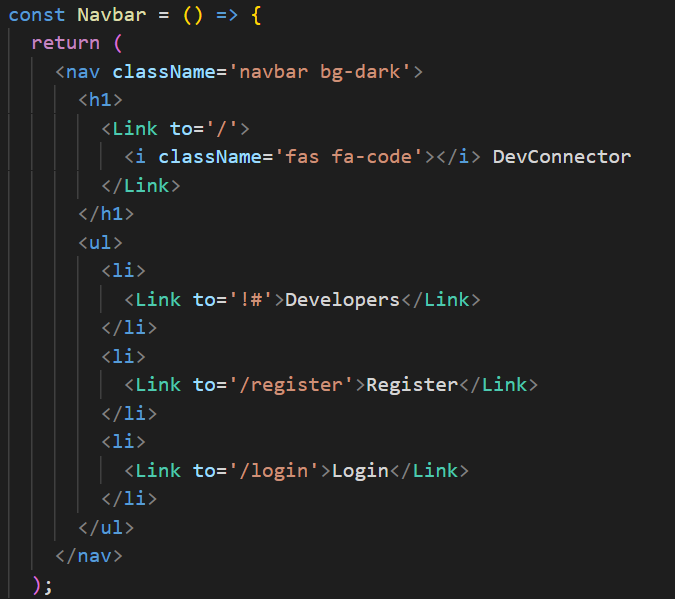 const Navbar = () => {
  return (
    <nav className='navbar bg-dark'>
      <h1>
        <Link to='/'>
          <i className='fas fa-code'></i> DevConnector
        </Link>
      </h1>
      <ul>
        <li>
          <Link to='!#'>Developers</Link>
        </li>
        <li>
          <Link to='/register'>Register</Link>
        </li>
        <li>
          <Link to='/login'>Login</Link>
        </li>
      </ul>
    </nav>
  );